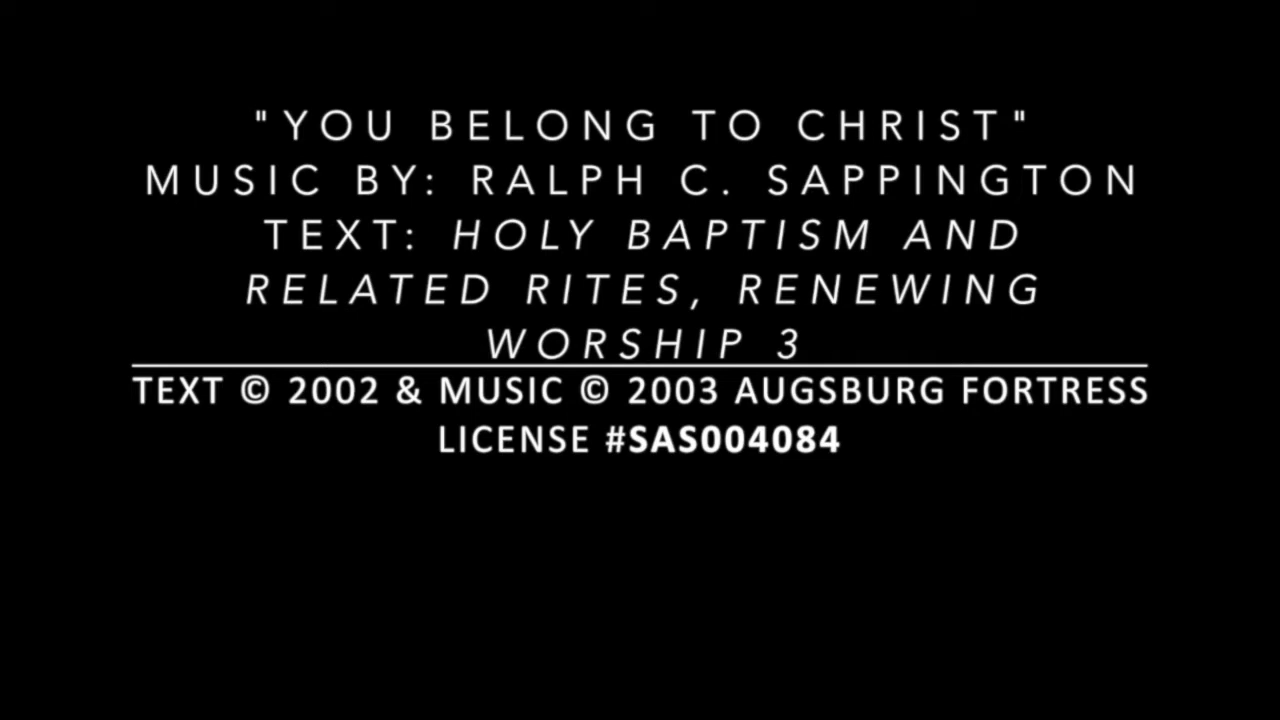 "YOU BELONG TO CHRIST"
MUSIC BY: RALPH C. SAPPINGTON
TEXT: HOLY BAPTISM AND
RELATED RITES, RENEWING
WORSHIP 3
TEXT © 2002 & MUSIC © 2003 AUGSBURG FORTRESS
LICENSE #SAS004084